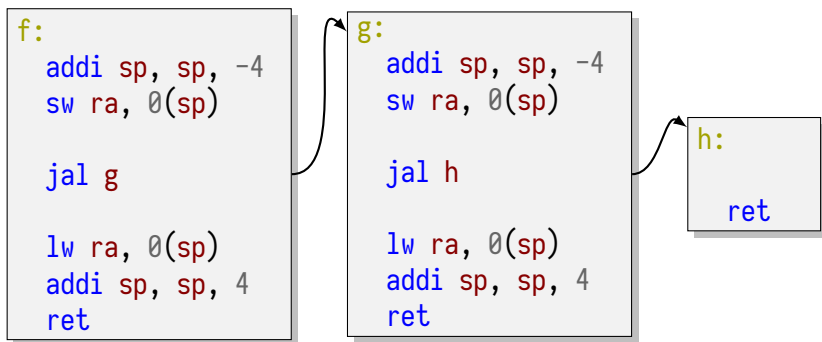 f:
addi sp, sp, -4
sw ra, 0(sp)
jal g
lw ra, 0(sp)
addi sp, sp, 4
ret
g:
addi sp, sp, -4
sw ra, 0(sp)
jal h
lw ra, 0(sp)
addi sp, sp, 4
ret
h:
ret